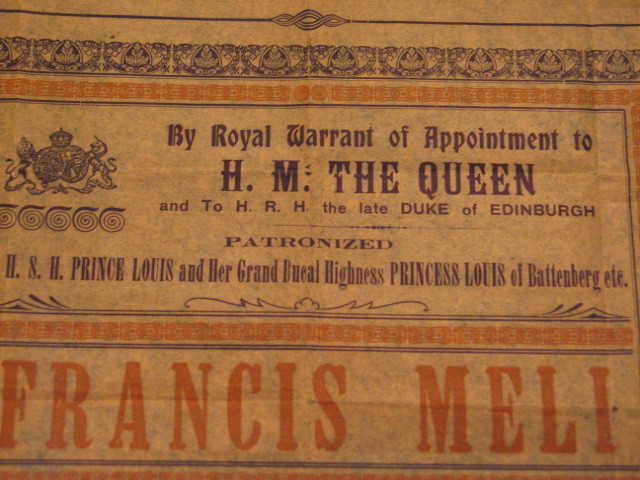 By Royal Warrant of Appointment to
H. M. THE QUEEN
and To H. R. H. the late DUKE of EDINBURGH
PATRONIZED
H. S. H. PRINCE LOUIS and Her Grand Ducal Highness PRINCESS LOUIS of Battenberg etc.
FRANCIS MELI